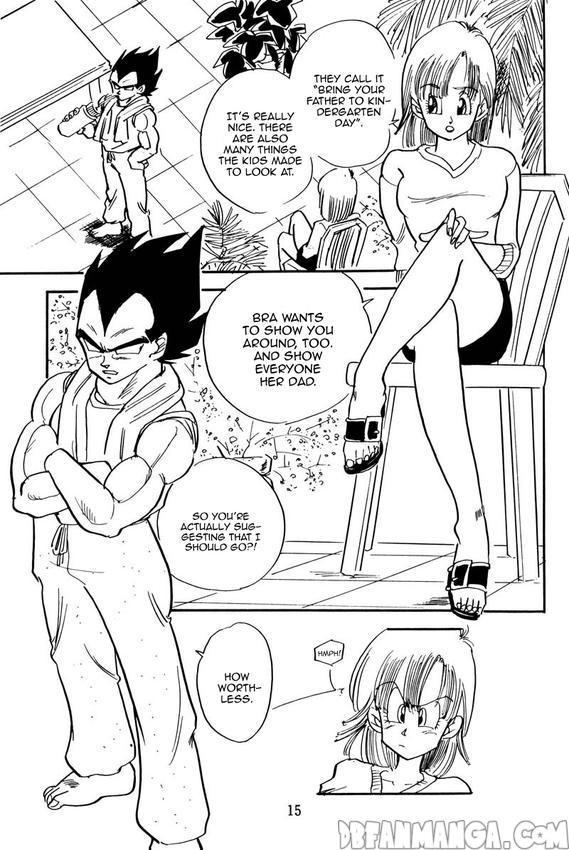 THEY CALL IT
"BRING YOUR
FATHER TO KIN-
DERGARTEN
DAY".
IT'S REALLY
NICE. THERE
ARE ALSO
MANY THINGS
THE KIDS MADE
TO LOOK AT.
BRA WANTS
TO SHOW YOU
AROUND, TOO.
AND SHOW
EVERYONE
HER DAD.
SO YOU'RE
ACTUALLY SUG-
GESTING THAT
I SHOULD GO?!
HMPH!
HOW
WORTH-
LESS.
15
DBFANMANGA.COM